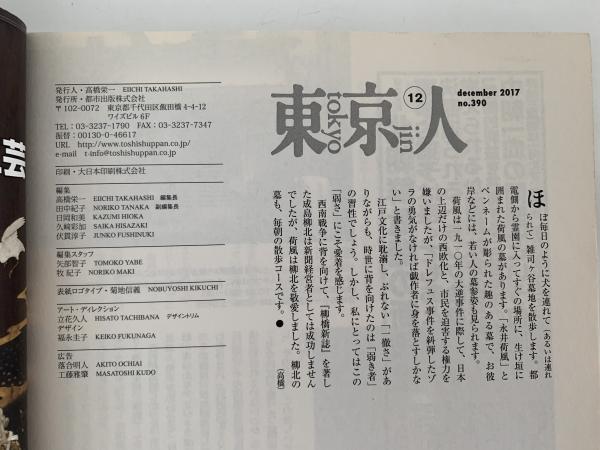 発行人・高橋栄一 EIICHI TAKAHASHI
発行所・都市出版株式会社
〒102-0072 東京都千代田区飯田橋4-4-12
ワイズビル6F
TEL 03-3237-1790 FAX 03-3237-7347
振替:00130-0-46617
URL http://www.toshishuppan.co.jp
e-mail t-info@toshishuppan.co.jp
印刷・大日本印刷株式会社
編集
高橋栄一 EIICHI TAKAHASHI 編集長
田中紀子 NORIKO TANAKA 副編集長
日岡和美 KAZUMI HIOKA
久崎彩加 SAIKA HISAZAKI
伏貫淳子 JUNKO FUSHINUKI
編集スタッフ
矢部智子 TOMOKO YABE
牧 紀子 NORIKO MAKI
表紙ロゴタイプ・菊地信義 NOBUYOSHI KIKUCHI
アート・ディレクション
立花久人 HISATO TACHIBANA デザイントリム
デザイン
福永圭子 KEIKO FUKUNAGA
広告
落合明人 AKITO OCHIAI
工藤雅肇 MASATOSHI KUDO
芸
東京人
tokyo
jin
12
december 2017
no.390
ほぼ毎日のように犬を連れて(あるいは連れ
られて)雑司ヶ谷墓地を散歩します。都
電側から霊園に入ってすぐの場所に、生け垣に
囲まれた荷風の墓があります。「永井荷風」と
ペンネームが彫られた趣のある墓で、お彼
岸などには、若い人の墓参姿も見られます。
荷風は一九一〇年の大逆事件に際して、日本
の上辺だけの西欧化と、市民を迫害する権力を
嫌いましたが、「ドレフュス事件を糾弾したゾ
ラの勇気がなければ戯作者に身を落とすしかな
い」と書きました。
江戸文化に耽溺し、ぶれない「一徹さ」があ
りながらも、時世に背を向けたのは「弱き者」
の習性でしょう。しかし、私にとってはこの
「弱さ」にこそ愛着を感じます。
西南戦争に背を向けて、『柳橋新誌』を著し
た成島柳北は新聞経営者としては成功しません
でしたが、荷風は柳北を敬愛しました。柳北の
墓も、毎朝の散歩コースです。●
(高橋)